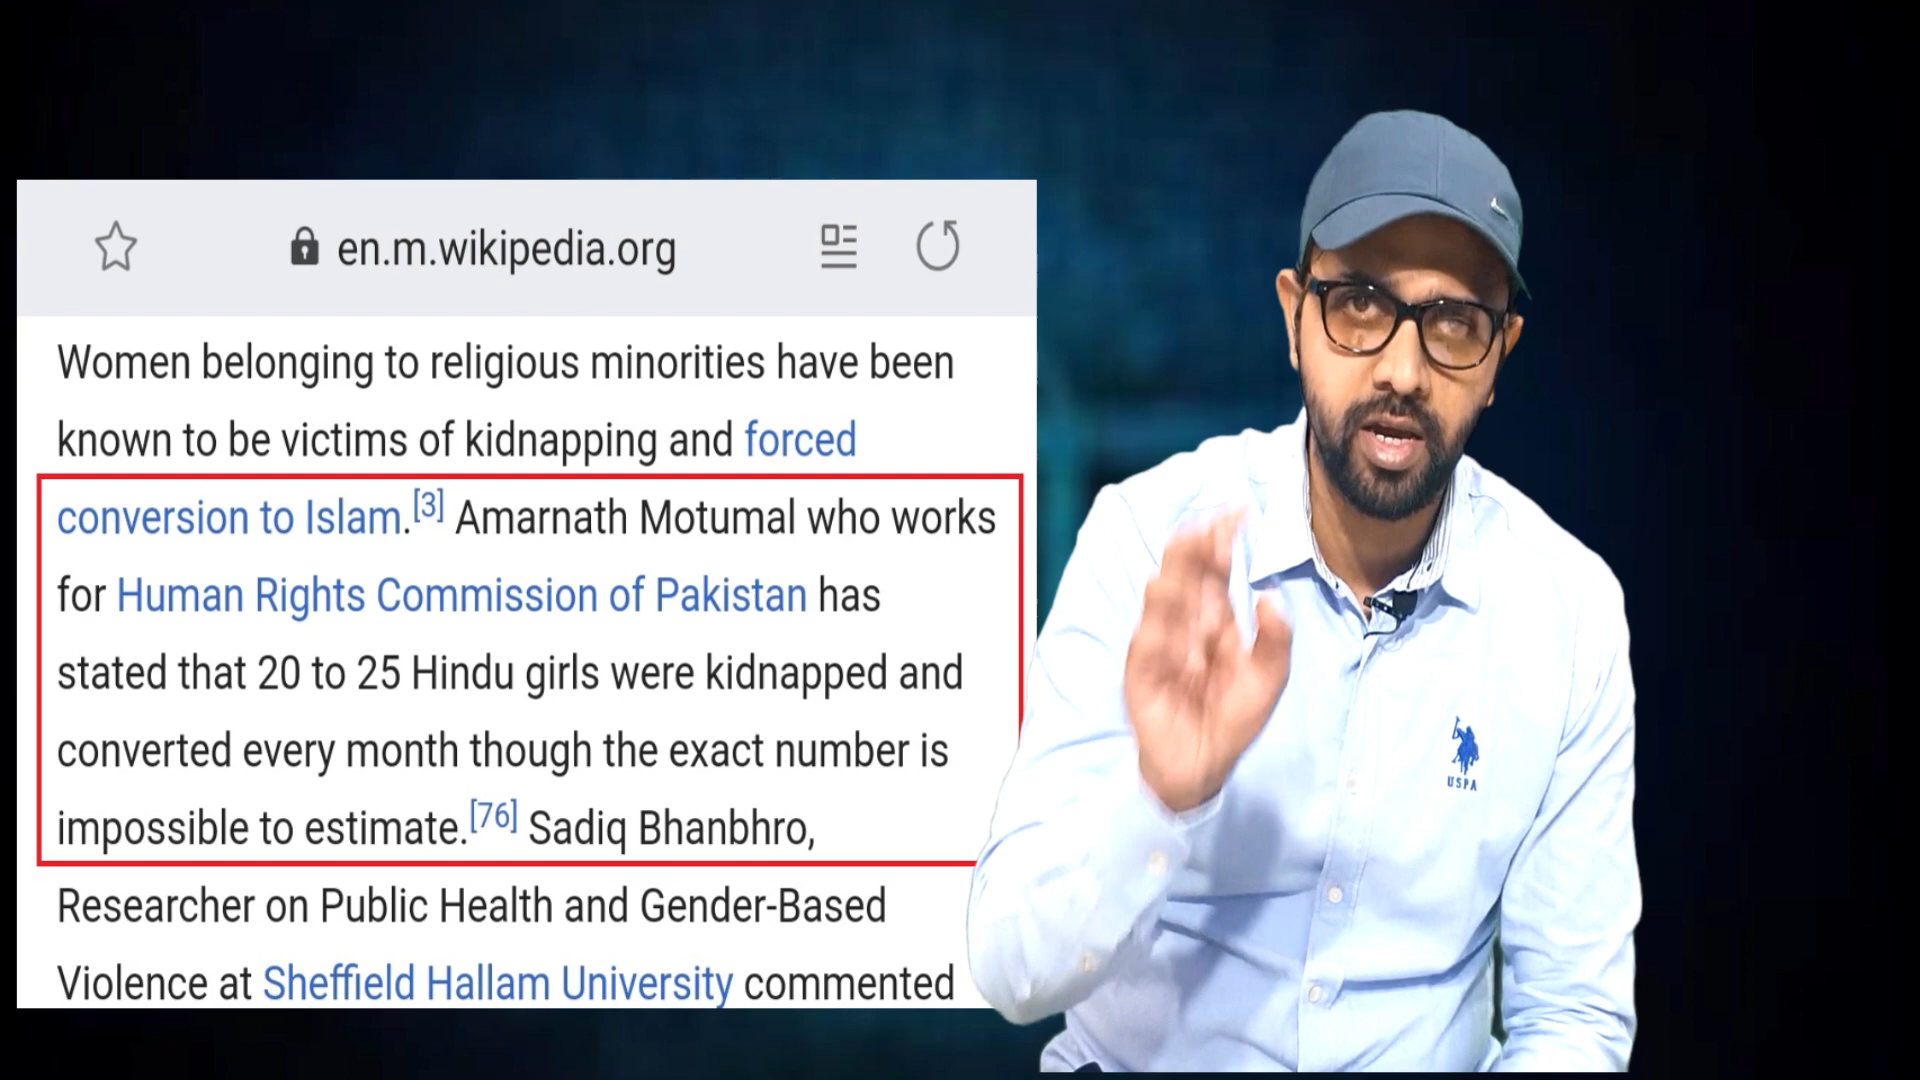 en.m.wikipedia.org
Women belonging to religious minorities have been
known to be victims of kidnapping and forced
conversion to Islam.[3] Amarnath Motumal who works
for Human Rights Commission of Pakistan has
stated that 20 to 25 Hindu girls were kidnapped and
converted every month though the exact number is
impossible to estimate.[76] Sadiq Bhanbhro,
Researcher on Public Health and Gender-Based
Violence at Sheffield Hallam University commented
USPA